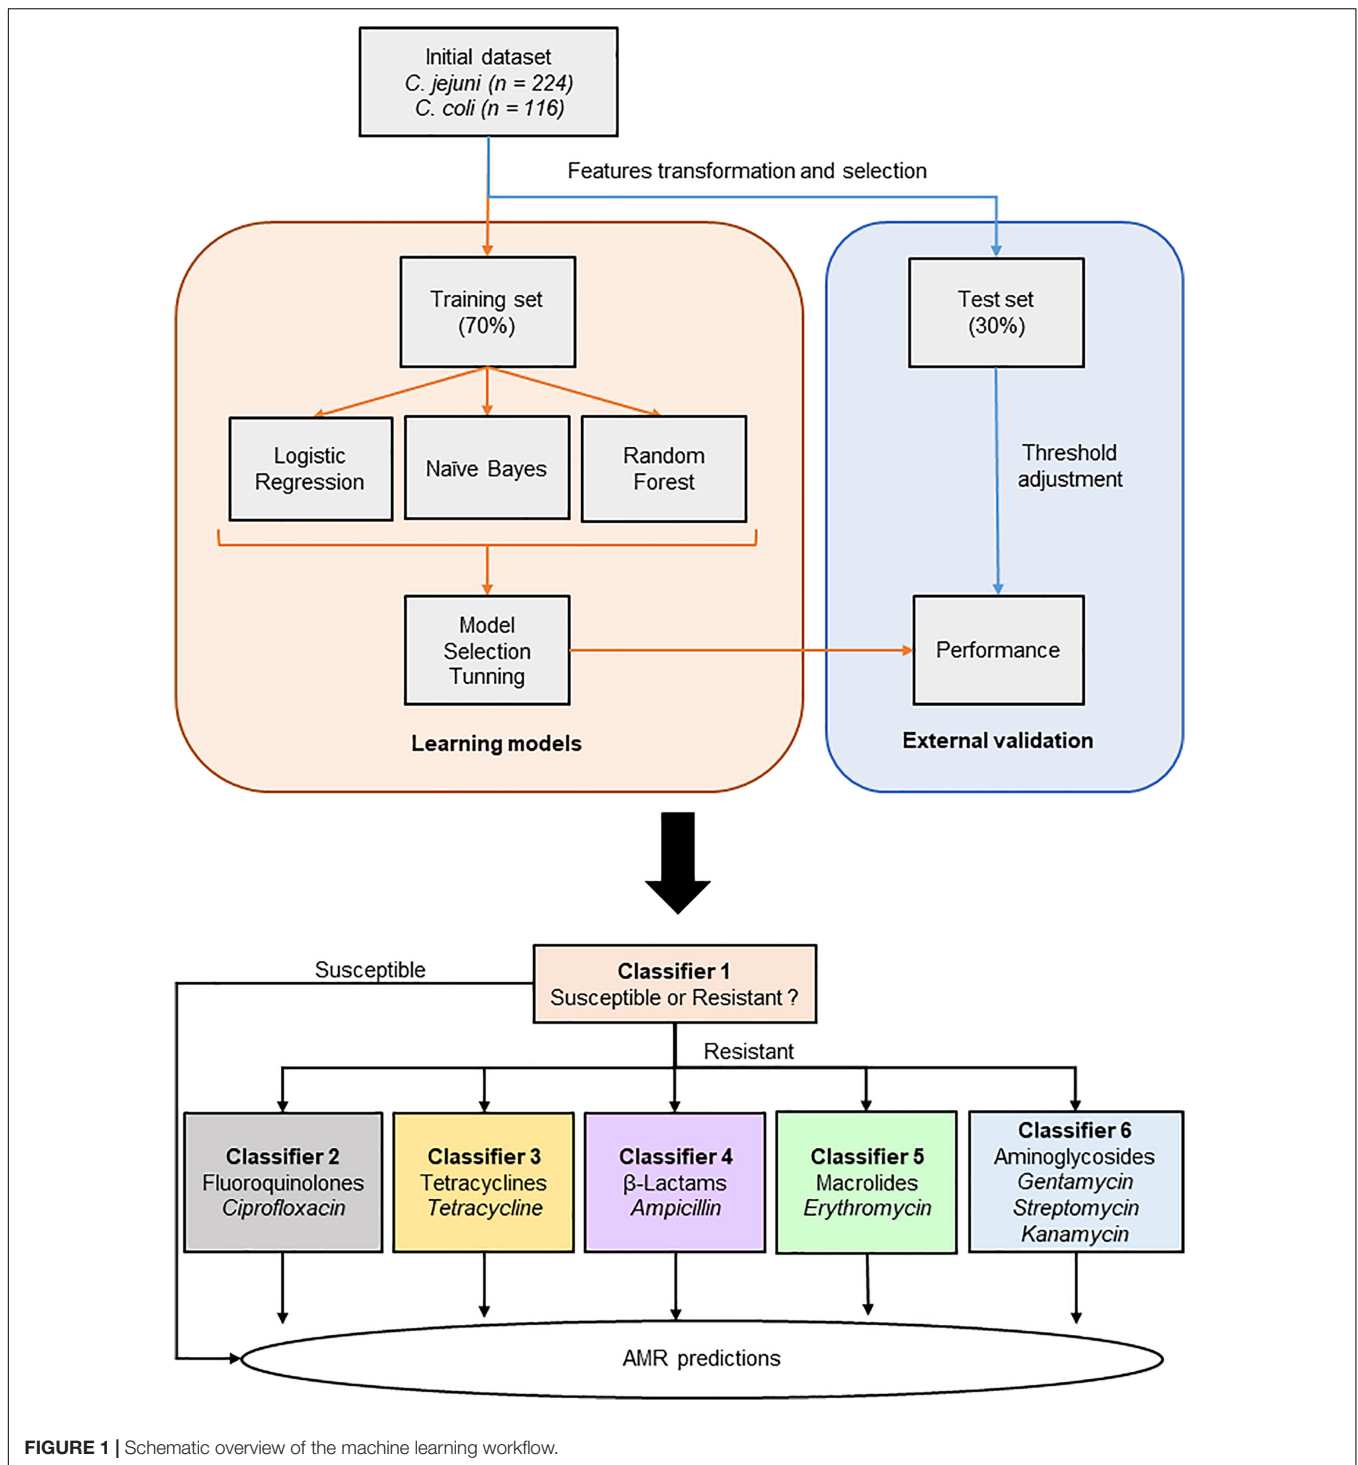 Initial dataset
C. jejuni (n = 224)
C. coli (n = 116)
Features transformation and selection
Training set
(70%)
Test set
(30%)
Logistic
Regression
Naïve Bayes
Random
Forest
Threshold
adjustment
Model
Selection
Tunning
Performance
Learning models
External validation
Classifier 1
Susceptible or Resistant ?
Susceptible
Resistant
Classifier 2
Fluoroquinolones
Ciprofloxacin
Classifier 3
Tetracyclines
Tetracycline
Classifier 4
β-Lactams
Ampicillin
Classifier 5
Macrolides
Erythromycin
Classifier 6
Aminoglycosides
Gentamycin
Streptomycin
Kanamycin
AMR predictions
FIGURE 1 | Schematic overview of the machine learning workflow.